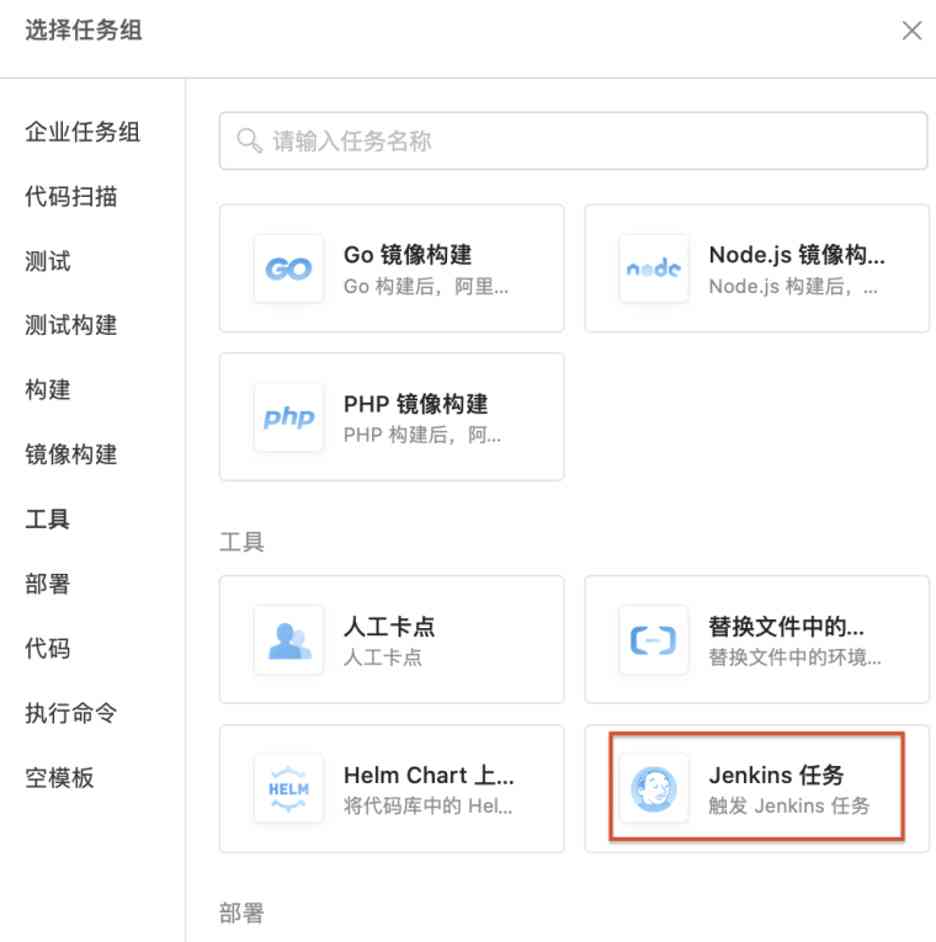 选择任务组
企业任务组
代码扫描
测试
测试构建
构建
镜像构建
工具
部署
代码
执行命令
空模板
请输入任务名称
GO
Go 镜像构建
Go 构建后，阿里...
node
Node.js 镜像构...
Node.js 构建后，...
php
PHP 镜像构建
PHP 构建后，阿...
工具
人工卡点
人工卡点
替换文件中的...
替换文件中的环境...
HELM
Helm Chart 上...
将代码库中的 Hel...
Jenkins 任务
触发 Jenkins 任务
部署